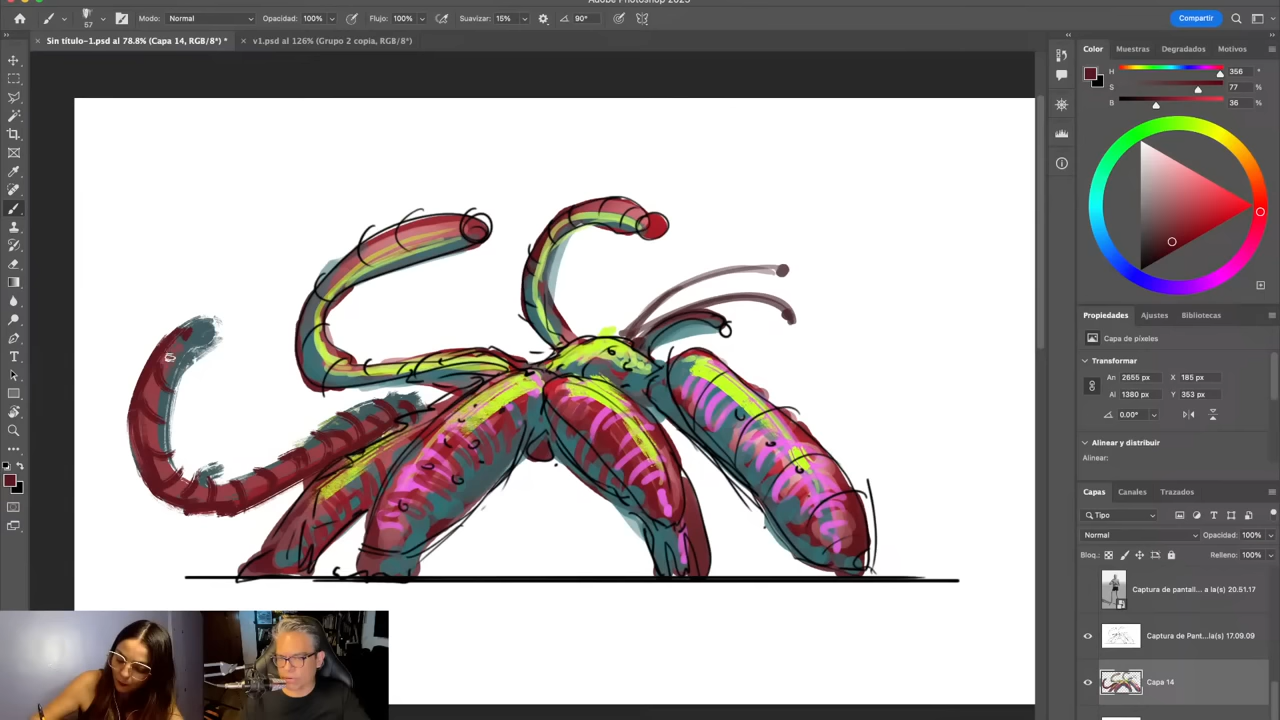 57 Modo: Normal Opacidad: 100% Flujo: 100% Suavizar: 15% 90° Compartir
Sin título-1.psd al 78.8% (Capa 14, RGB/8*) * v1.psd al 126% (Grupo 2 copia, RGB/8*)
Color Muestras Degradados Motivos
H 356 °
S 77 %
B 36 %
Propiedades Ajustes Bibliotecas
Capa de píxeles
Transformar
An 2655 px X 185 px
Al 1380 px Y 353 px
0.00°
Alinear y distribuir
Alinear:
Capas Canales Trazados
Tipo
Normal Opacidad: 100%
Bloq.: Relleno: 100%
Captura de pantall... a la(s) 20.51.17
Captura de Pant...la(s) 17.09.09
Capa 14